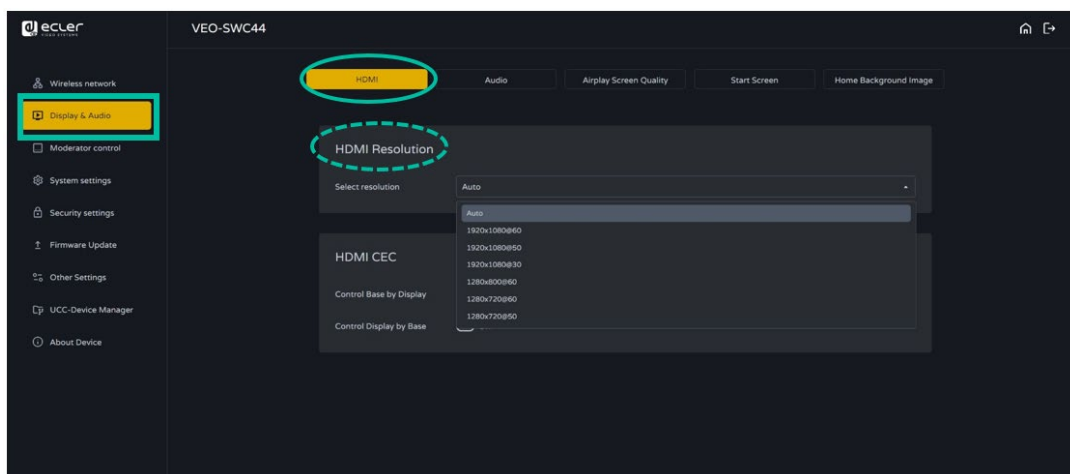 ecler
VIDEO SYSTEMS
VEO-SWC44
Wireless network
Display & Audio
Moderator control
System settings
Security settings
Firmware Update
Other Settings
UCC-Device Manager
About Device
HDMI
Audio
Airplay Screen Quality
Start Screen
Home Background Image
HDMI Resolution
Select resolution
Auto
Auto
1920x1080@60
1920x1080@50
1920x1080@30
1280x800@60
1280x720@60
1280x720@50
HDMI CEC
Control Base by Display
Control Display by Base